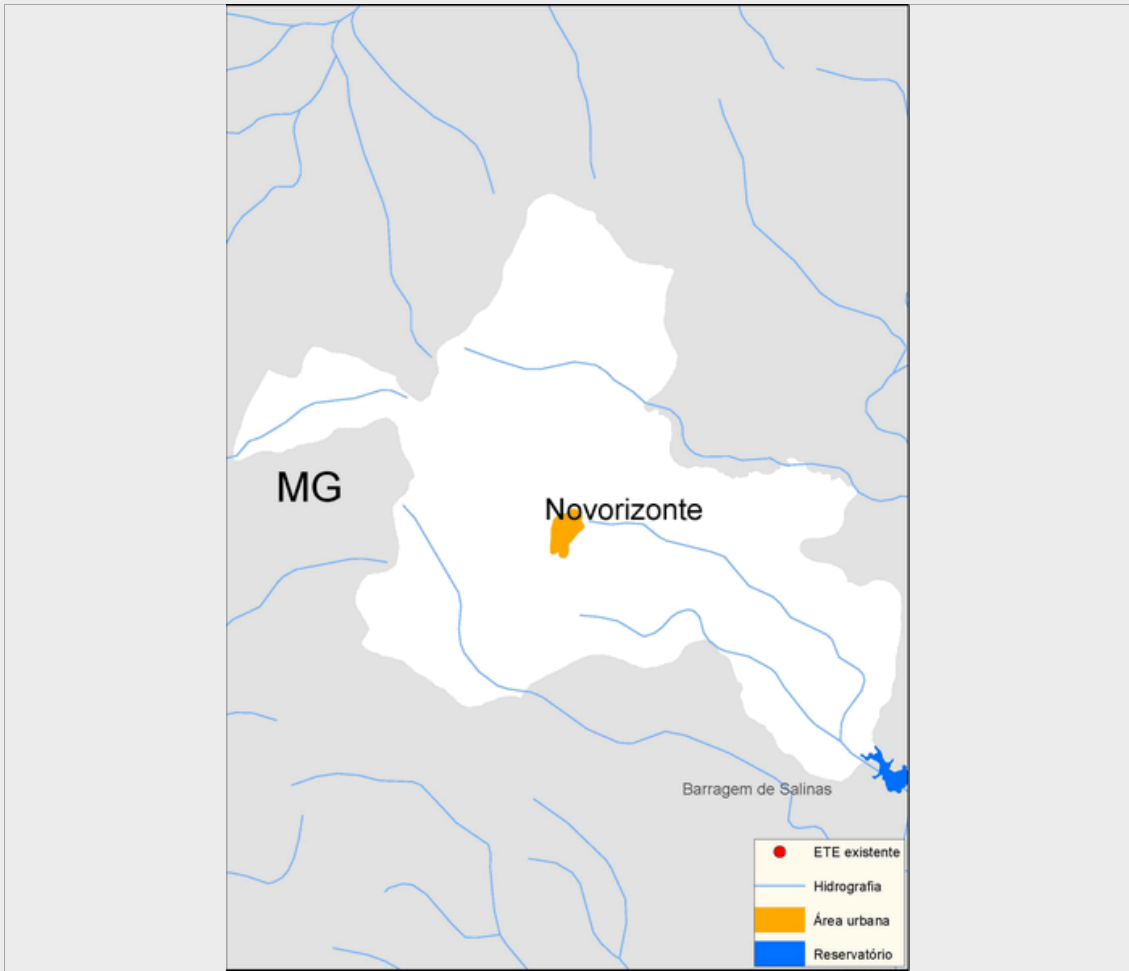 MG
Novorizonte
Barragem de Salinas
ETE existente
Hidrografia
Área urbana
Reservatório